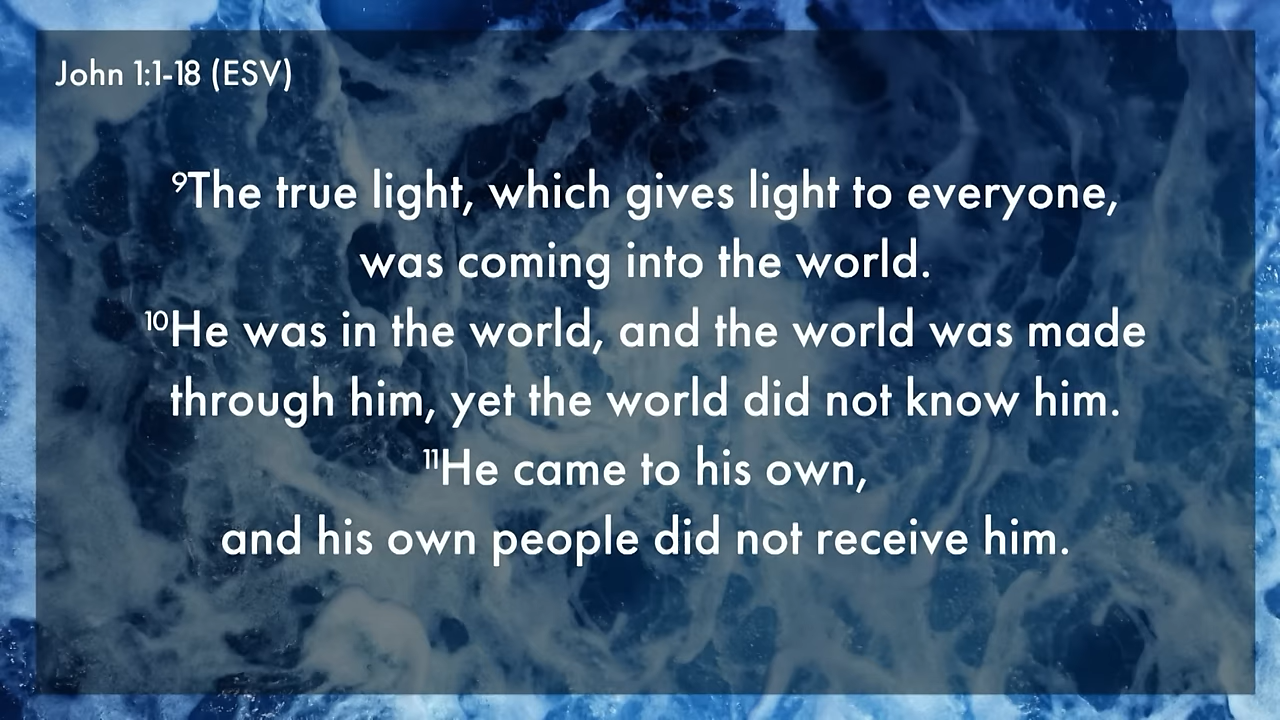 John 1:1-18 (ESV)
⁹The true light, which gives light to everyone,
was coming into the world.
¹⁰He was in the world, and the world was made
through him, yet the world did not know him.
¹¹He came to his own,
and his own people did not receive him.